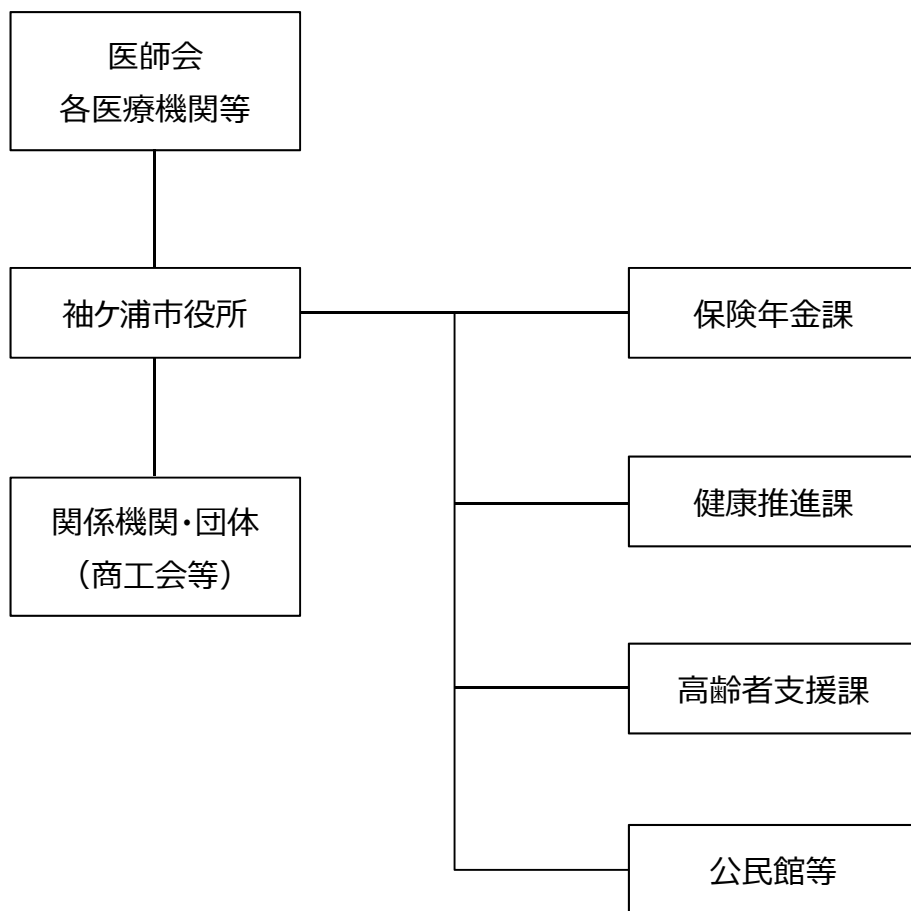 医師会
各医療機関等
袖ケ浦市役所
保険年金課
健康推進課
関係機関・団体
（商工会等）
高齢者支援課
公民館等